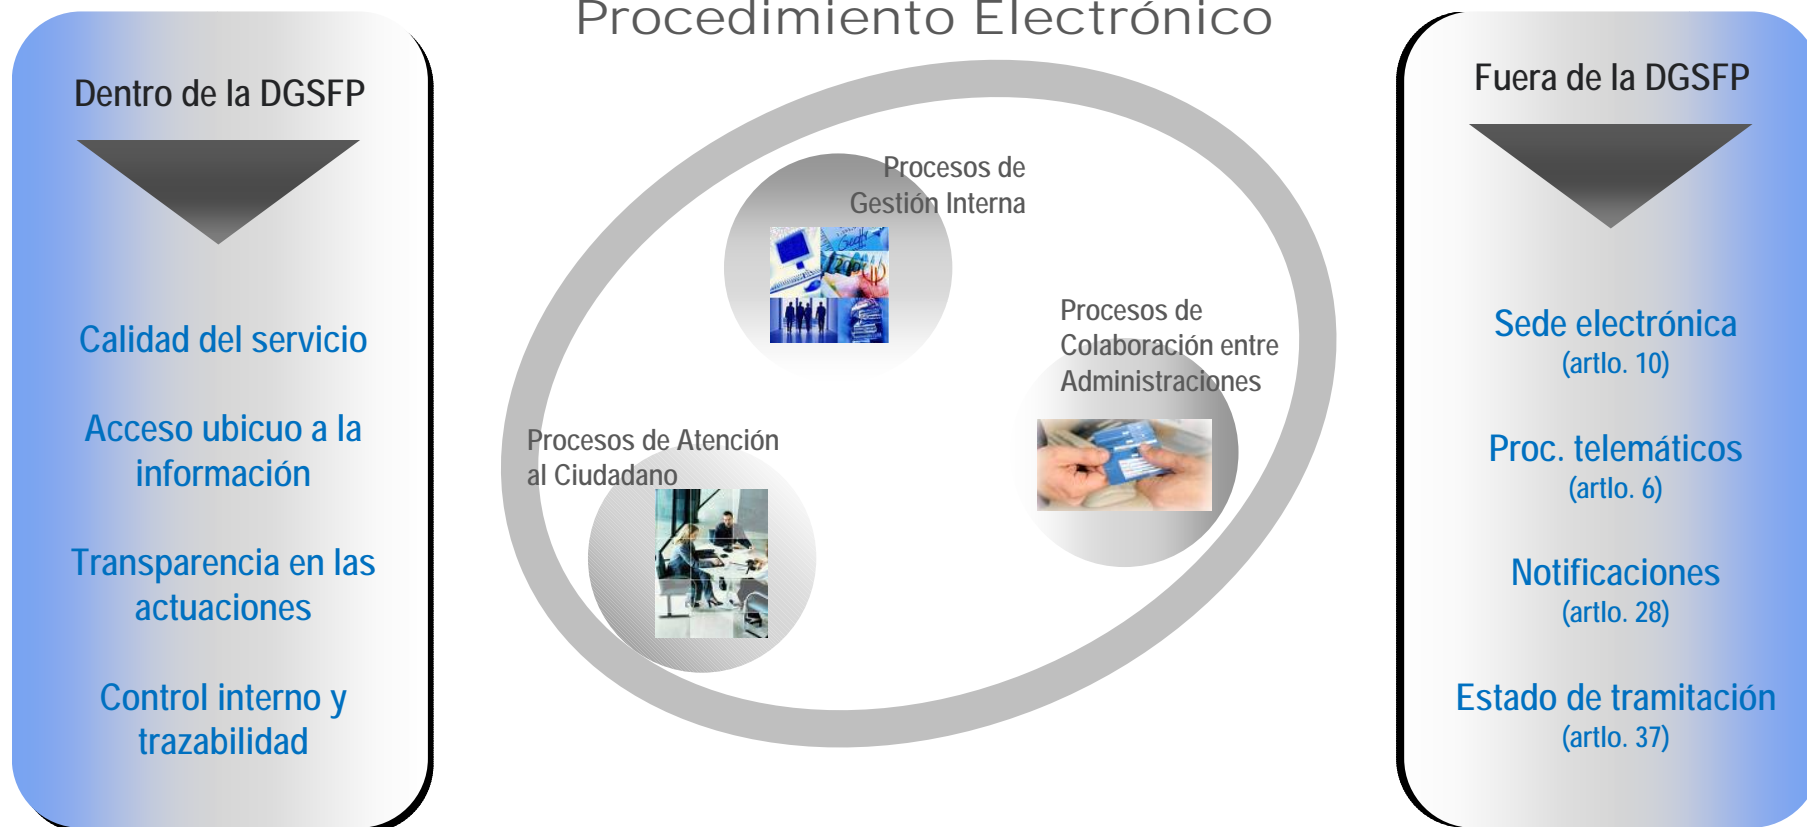 Procedimiento Electrónico
Dentro de la DGSFP
Calidad del servicio
Acceso ubicuo a la
información
Transparencia en las
actuaciones
Control interno y
trazabilidad
Procesos de
Gestión Interna
Procesos de
Colaboración entre
Administraciones
Procesos de Atención
al Ciudadano
Fuera de la DGSFP
Sede electrónica
(artlo. 10)
Proc. telemáticos
(artlo. 6)
Notificaciones
(artlo. 28)
Estado de tramitación
(artlo. 37)